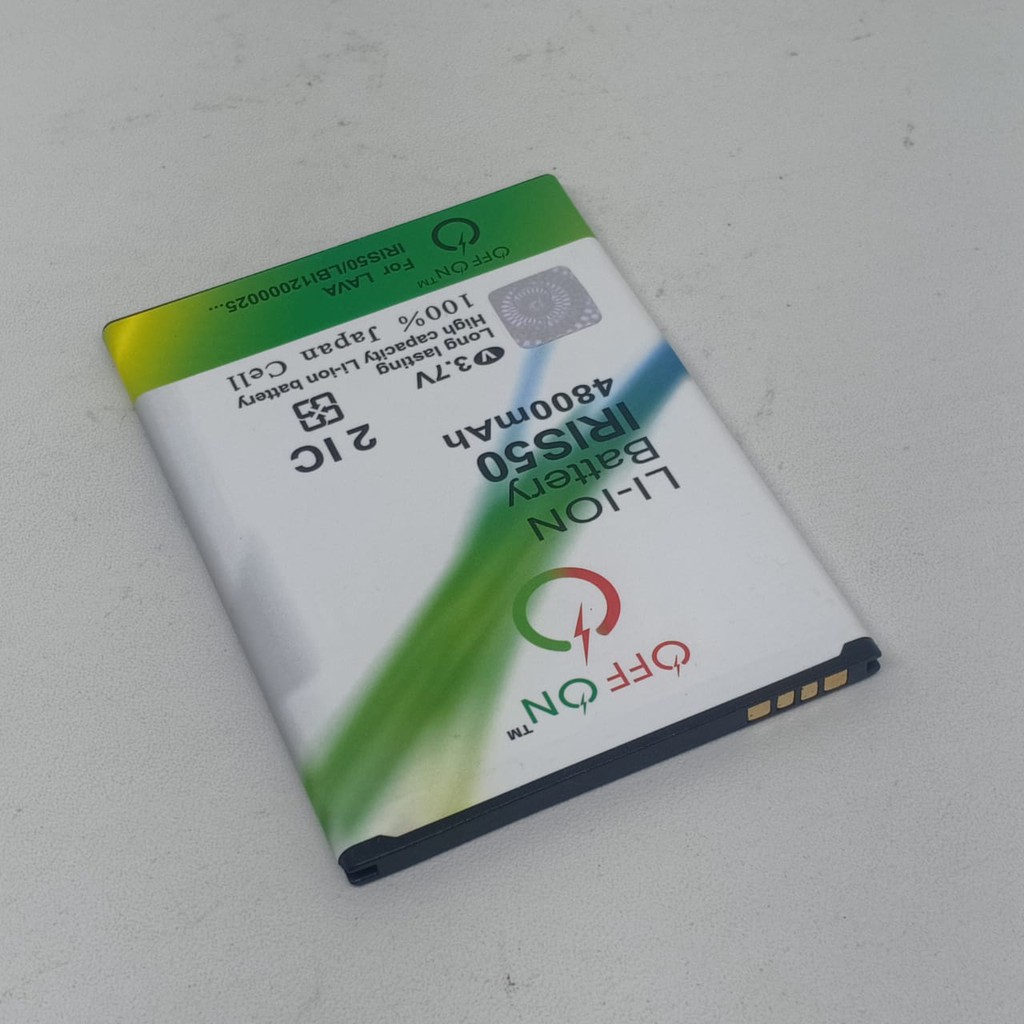 OFF ON™
LI-ION
Battery
IRIS50
4800mAh
2 IC
3.7V
Long lasting
High capacity Li-Ion battery
100% Japan Cell
OFF ON™
For LAVA
IRIS50/LBI12000025...